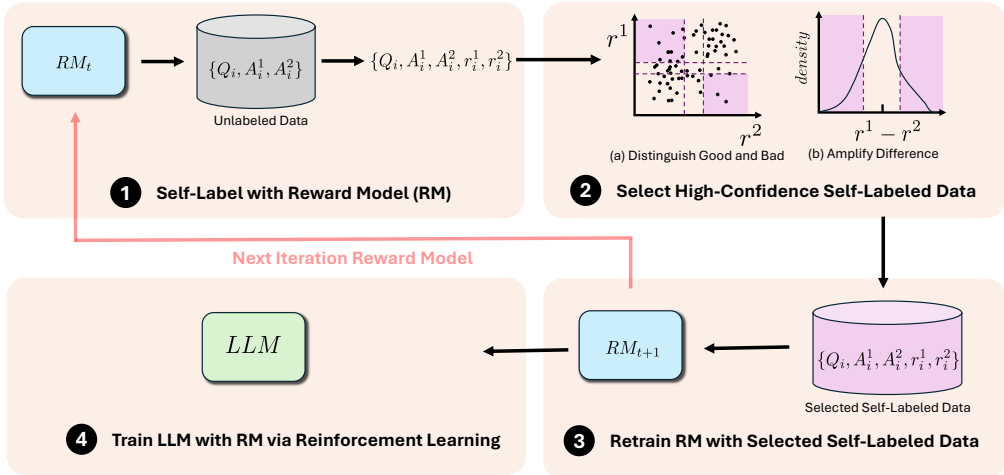 RM_t
{Q_i, A_i^1, A_i^2}
Unlabeled Data
{Q_i, A_i^1, A_i^2, r_i^1, r_i^2}
1 Self-Label with Reward Model (RM)
r^1
r^2
(a) Distinguish Good and Bad
density
r^1 − r^2
(b) Amplify Difference
2 Select High-Confidence Self-Labeled Data
Next Iteration Reward Model
LLM
4 Train LLM with RM via Reinforcement Learning
RM_{t+1}
{Q_i, A_i^1, A_i^2, r_i^1, r_i^2}
Selected Self-Labeled Data
3 Retrain RM with Selected Self-Labeled Data